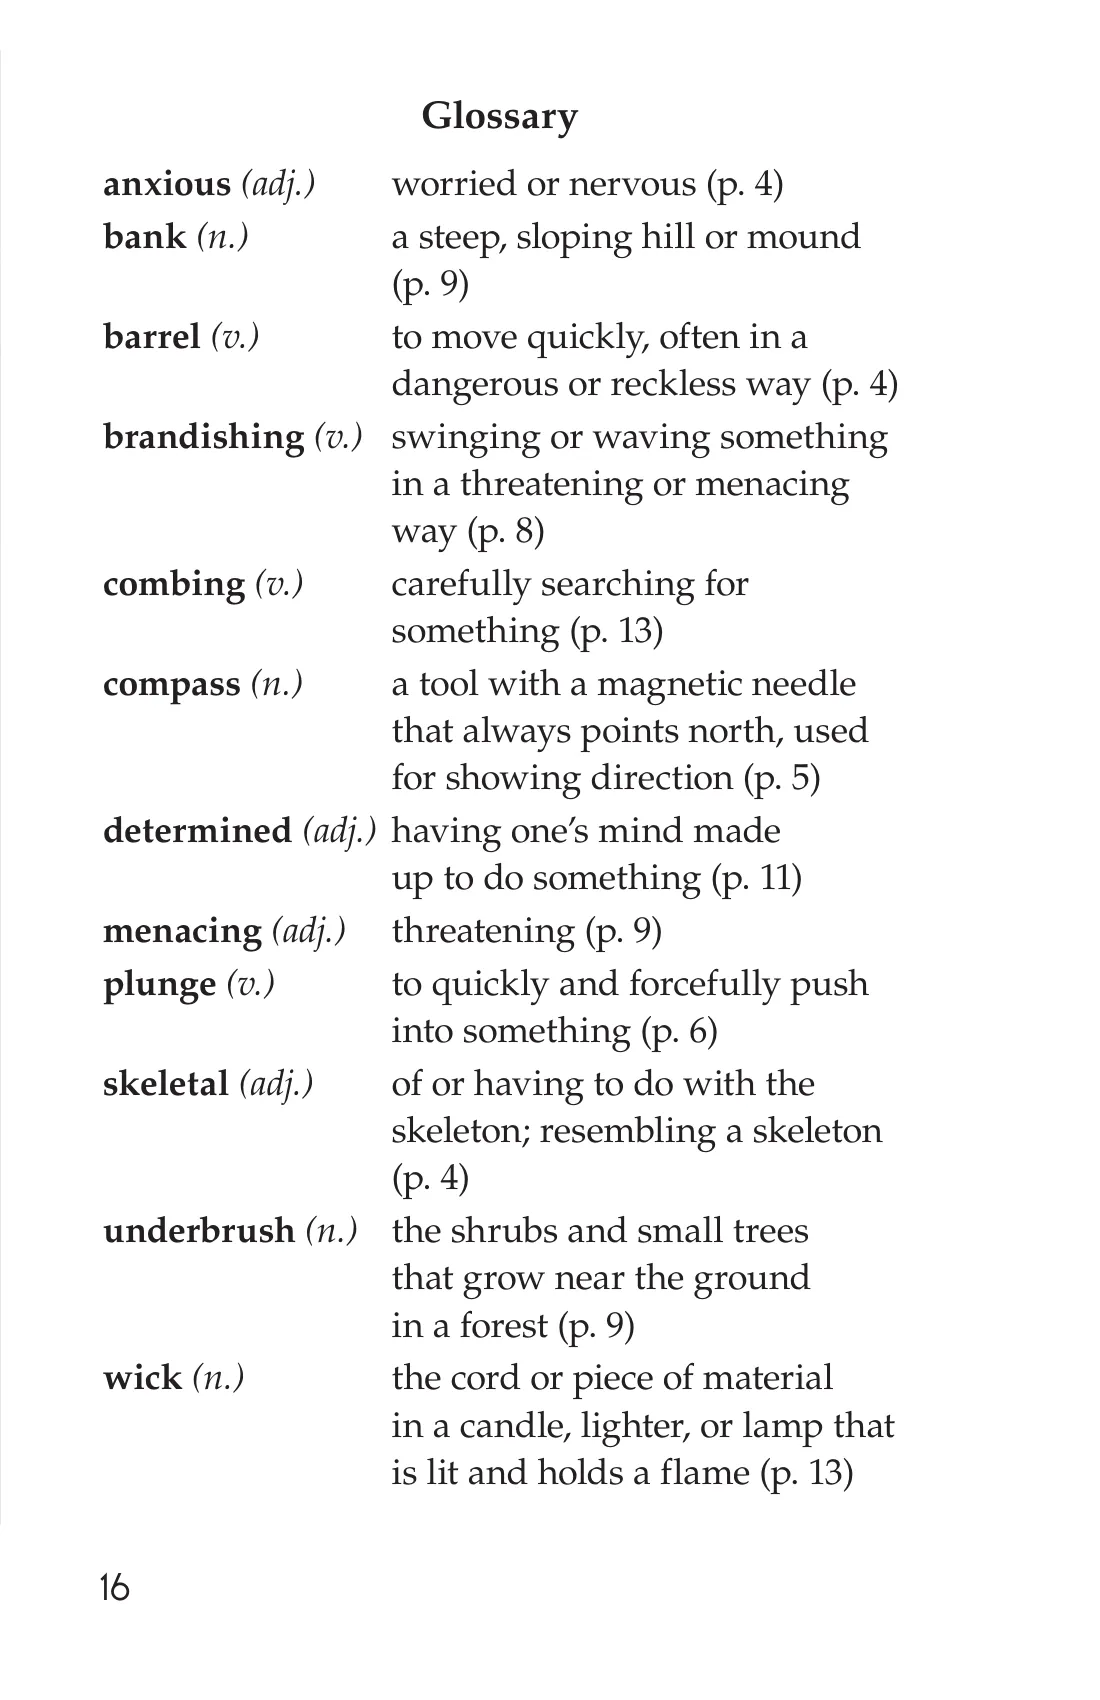 Glossary
anxious (adj.) worried or nervous (p. 4)
bank (n.) a steep, sloping hill or mound
(p. 9)
barrel (v.) to move quickly, often in a
dangerous or reckless way (p. 4)
brandishing (v.) swinging or waving something
in a threatening or menacing
way (p. 8)
combing (v.) carefully searching for
something (p. 13)
compass (n.) a tool with a magnetic needle
that always points north, used
for showing direction (p. 5)
determined (adj.) having one’s mind made
up to do something (p. 11)
menacing (adj.) threatening (p. 9)
plunge (v.) to quickly and forcefully push
into something (p. 6)
skeletal (adj.) of or having to do with the
skeleton; resembling a skeleton
(p. 4)
underbrush (n.) the shrubs and small trees
that grow near the ground
in a forest (p. 9)
wick (n.) the cord or piece of material
in a candle, lighter, or lamp that
is lit and holds a flame (p. 13)
16